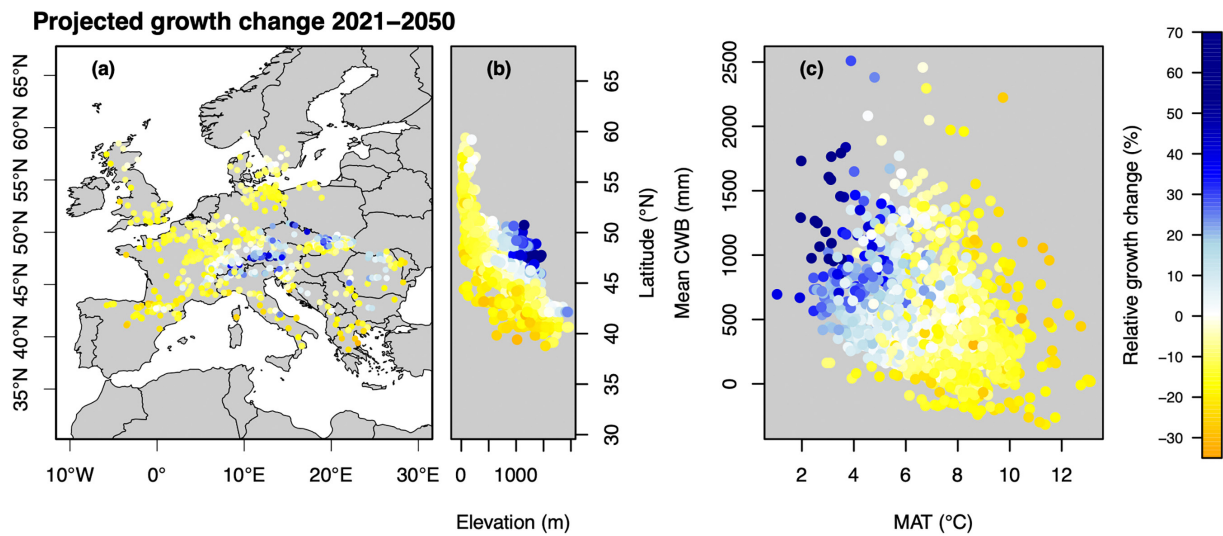 Projected growth change 2021–2050
(a)
65°N
60°N
55°N
50°N
45°N
40°N
35°N
10°W
0°
10°E
20°E
30°E
(b)
65
60
55
50
45
40
35
30
Latitude (°N)
0
1000
Elevation (m)
(c)
2500
2000
1500
1000
500
0
Mean CWB (mm)
2
4
6
8
10
12
MAT (°C)
70
60
50
40
30
20
10
0
−10
−20
−30
Relative growth change (%)